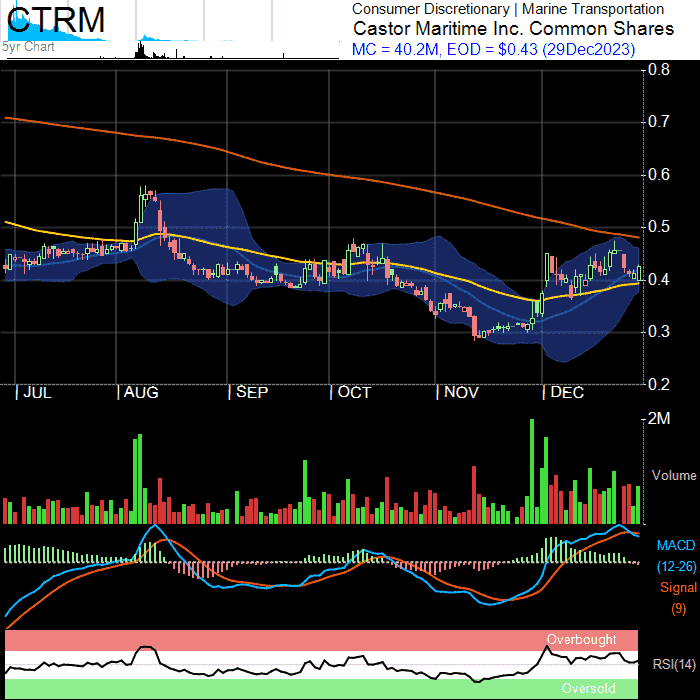 CTRM
Consumer Discretionary | Marine Transportation
Castor Maritime Inc. Common Shares
MC = 40.2M, EOD = $0.43 (29Dec2023)
5yr Chart
0.8
0.7
0.6
0.5
0.4
0.3
0.2
JUL AUG SEP OCT NOV DEC
2M
Volume
MACD
(12-26)
Signal
(9)
Overbought
RSI(14)
Oversold